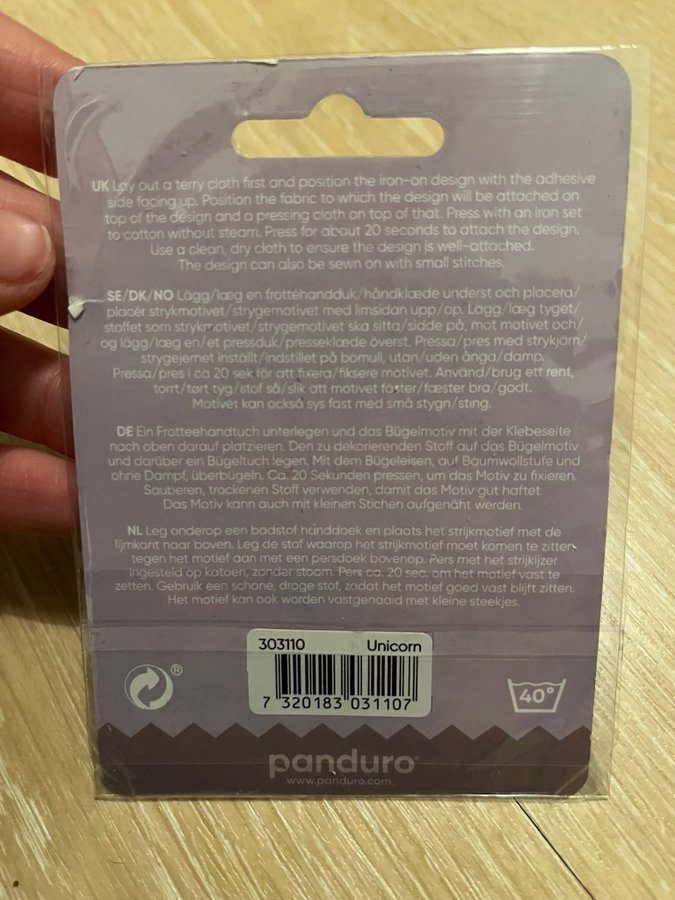 UK Lay out a terry cloth first and position the iron-on design with the adhesive
side facing up. Position the fabric to which the design will be attached on
top of the design and a pressing cloth on top of that. Press with an iron set
to cotton without steam. Press for about 20 seconds to attach the design.
Use a clean, dry cloth to ensure the design is well-attached.
The design can also be sewn on with small stitches.
SE/DK/NO Lägg/læg en frottéhandduk/håndklæde underst och placera/
placér strykmotivet/strygemotivet med limsidan upp/op. Lägg/læg tyget/
stoffet som strykmotivet/strygemotivet ska sitta/sidde på, mot motivet och/
og lägg/læg en/et pressduk/presseklæde överst. Pressa/pres med strykjärn/
strygejernet inställt/indstillet på bomull, utan/uden ånga/damp.
Pressa/pres i ca 20 sek för att fixera/fiksere motivet. Använd/brug ett rent,
torrt/tørt tyg/stof så/slik att motivet fäster/fæster bra/godt.
Motivet kan också sys fast med små stygn/sting.
DE Ein Frotteehandtuch unterlegen und das Bügelmotiv mit der Klebeseite
nach oben darauf platzieren. Den zu dekorierenden Stoff auf das Bügelmotiv
und darüber ein Bügeltuch legen. Mit dem Bügeleisen, auf Baumwollstufe und
ohne Dampf, überbügeln. Ca. 20 Sekunden pressen, um das Motiv zu fixieren.
Sauberen, trockenen Stoff verwenden, damit das Motiv gut haftet.
Das Motiv kann auch mit kleinen Stichen aufgenäht werden.
NL Leg onderop een badstof handdoek en plaats het strijkmotief met de
lijmkant naar boven. Leg de stof waarop het strijkmotief moet komen te zitten
tegen het motief aan met een persdoek bovenop. Pers met het strijkijzer
ingesteld op katoen, zonder stoom. Pers ca. 20 sec. om het motief vast te
zetten. Gebruik een schone, droge stof, zodat het motief goed vast blijft zitten.
Het motief kan ook worden vastgenaaid met kleine steekjes.
303110 Unicorn
7 320183 031107
®
40°
panduro®
www.panduro.com